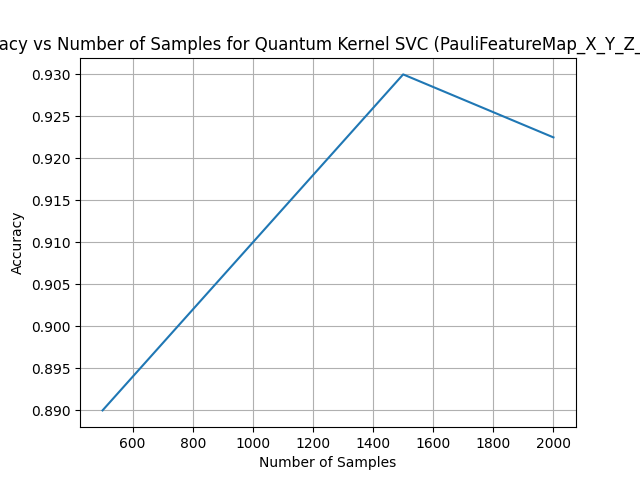 acy vs Number of Samples for Quantum Kernel SVC (PauliFeatureMap_X_Y_Z_
0.930
0.925
0.920
0.915
0.910
0.905
0.900
0.895
0.890
Accuracy
600 800 1000 1200 1400 1600 1800 2000
Number of Samples